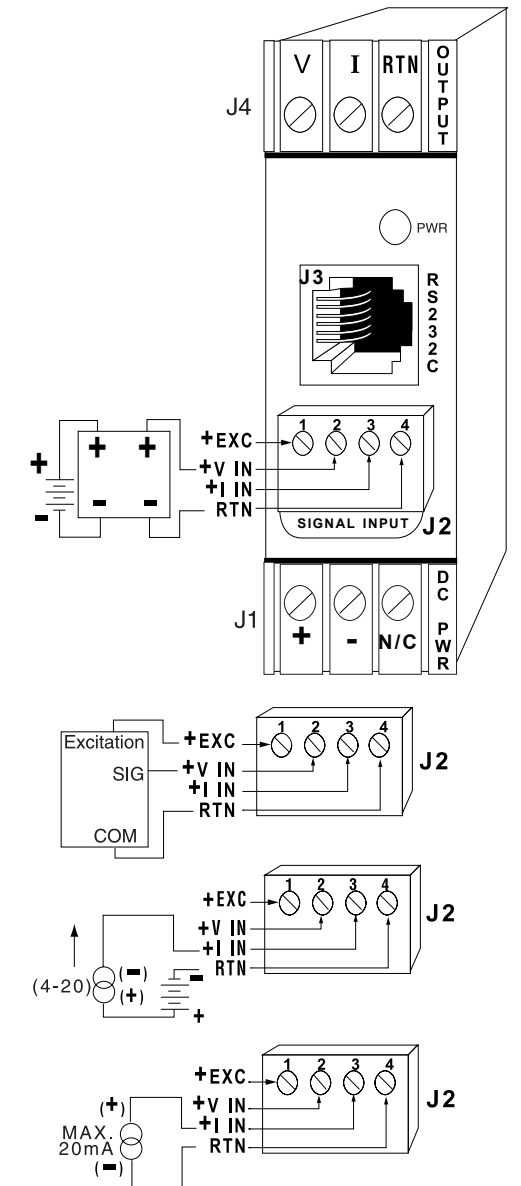 V I RTN
OUTPUT
J4
PWR
J3
RS232C
1 2 3 4
+EXC
+V IN
+I IN
RTN
+ +
+
- -
-
SIGNAL INPUT
J2
J1
+ - N/C
DC PWR
1 2 3 4
Excitation
+EXC
SIG
+V IN
+I IN
RTN
COM
J2
1 2 3 4
+EXC
+V IN
+I IN
RTN
J2
(4-20)
(-)
(+)
-
+
1 2 3 4
+EXC
+V IN
+I IN
RTN
J2
(+)
MAX.
20mA
(-)